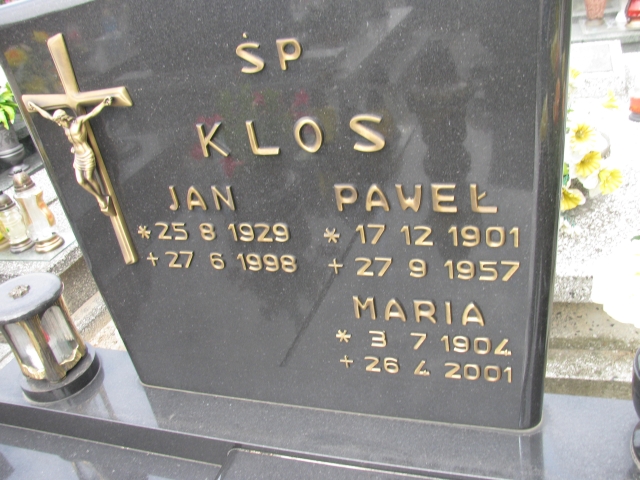 ŚP
KLOS
JAN
* 25 8 1929
+ 27 6 1998
PAWEŁ
* 17 12 1901
+ 27 9 1957
MARIA
* 3 7 1904
+ 26 4 2001